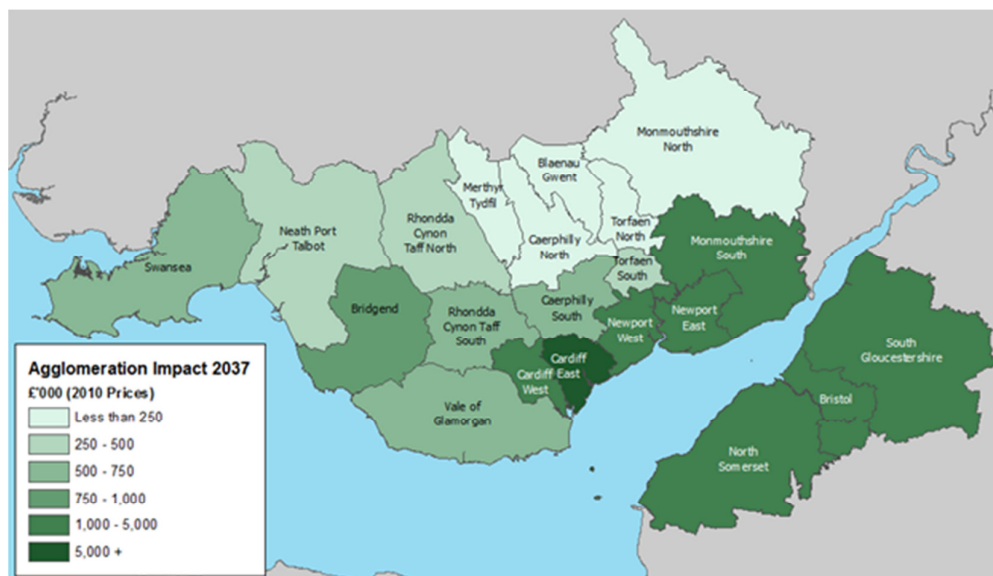 Monmouthshire
North
Blaenau
Gwent
Merthyr
Tydfil
Rhondda
Cynon
Taff North
Torfaen
North
Neath Port
Talbot
Caerphilly
North
Monmouthshire
South
Swansea
Torfaen
South
Bridgend
Caerphilly
South
Rhondda
Cynon Taff
South
Newport
West
Newport
East
South
Gloucestershire
Cardiff
East
Cardiff
West
Bristol
Vale of
Glamorgan
North
Somerset
Agglomeration Impact 2037
£'000 (2010 Prices)
Less than 250
250 - 500
500 - 750
750 - 1,000
1,000 - 5,000
5,000 +